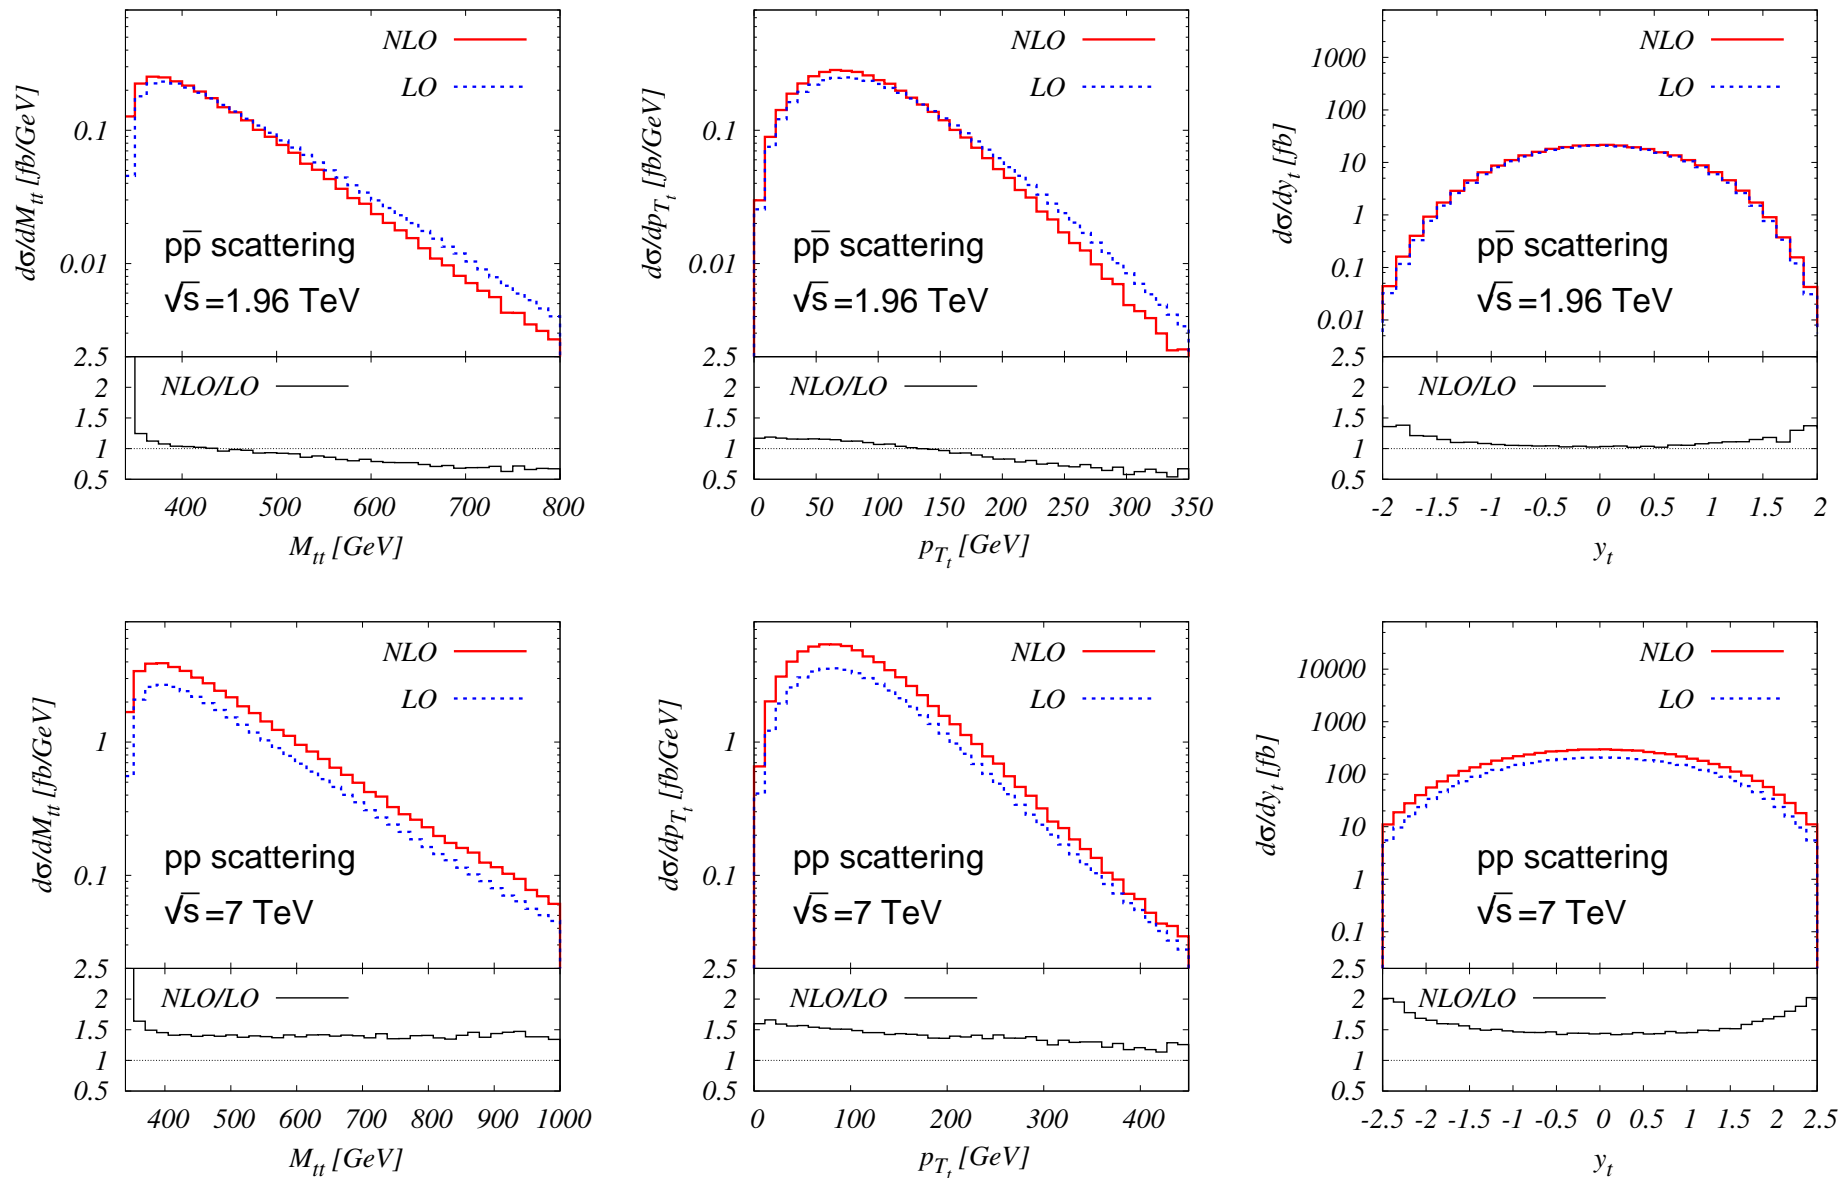 NLO
LO
dσ/dM_tt [fb/GeV]
0.1
0.01
pp̅ scattering
√s=1.96 TeV
2.5
2
1.5
1
0.5
NLO/LO
400 500 600 700 800
M_tt [GeV]
NLO
LO
dσ/dp_T_t [fb/GeV]
0.1
0.01
pp̅ scattering
√s=1.96 TeV
2.5
2
1.5
1
0.5
NLO/LO
0 50 100 150 200 250 300 350
p_T_t [GeV]
NLO
LO
dσ/dy_t [fb]
1000
100
10
1
0.1
0.01
pp̅ scattering
√s=1.96 TeV
2.5
2
1.5
1
0.5
NLO/LO
-2 -1.5 -1 -0.5 0 0.5 1 1.5 2
y_t
NLO
LO
dσ/dM_tt [fb/GeV]
1
0.1
pp scattering
√s=7 TeV
2.5
2
1.5
1
0.5
NLO/LO
400 500 600 700 800 900 1000
M_tt [GeV]
NLO
LO
dσ/dp_T_t [fb/GeV]
1
0.1
pp scattering
√s=7 TeV
2.5
2
1.5
1
0.5
NLO/LO
0 100 200 300 400
p_T_t [GeV]
NLO
LO
dσ/dy_t [fb]
10000
1000
100
10
1
0.1
pp scattering
√s=7 TeV
2.5
2
1.5
1
0.5
NLO/LO
-2.5 -2 -1.5 -1 -0.5 0 0.5 1 1.5 2 2.5
y_t